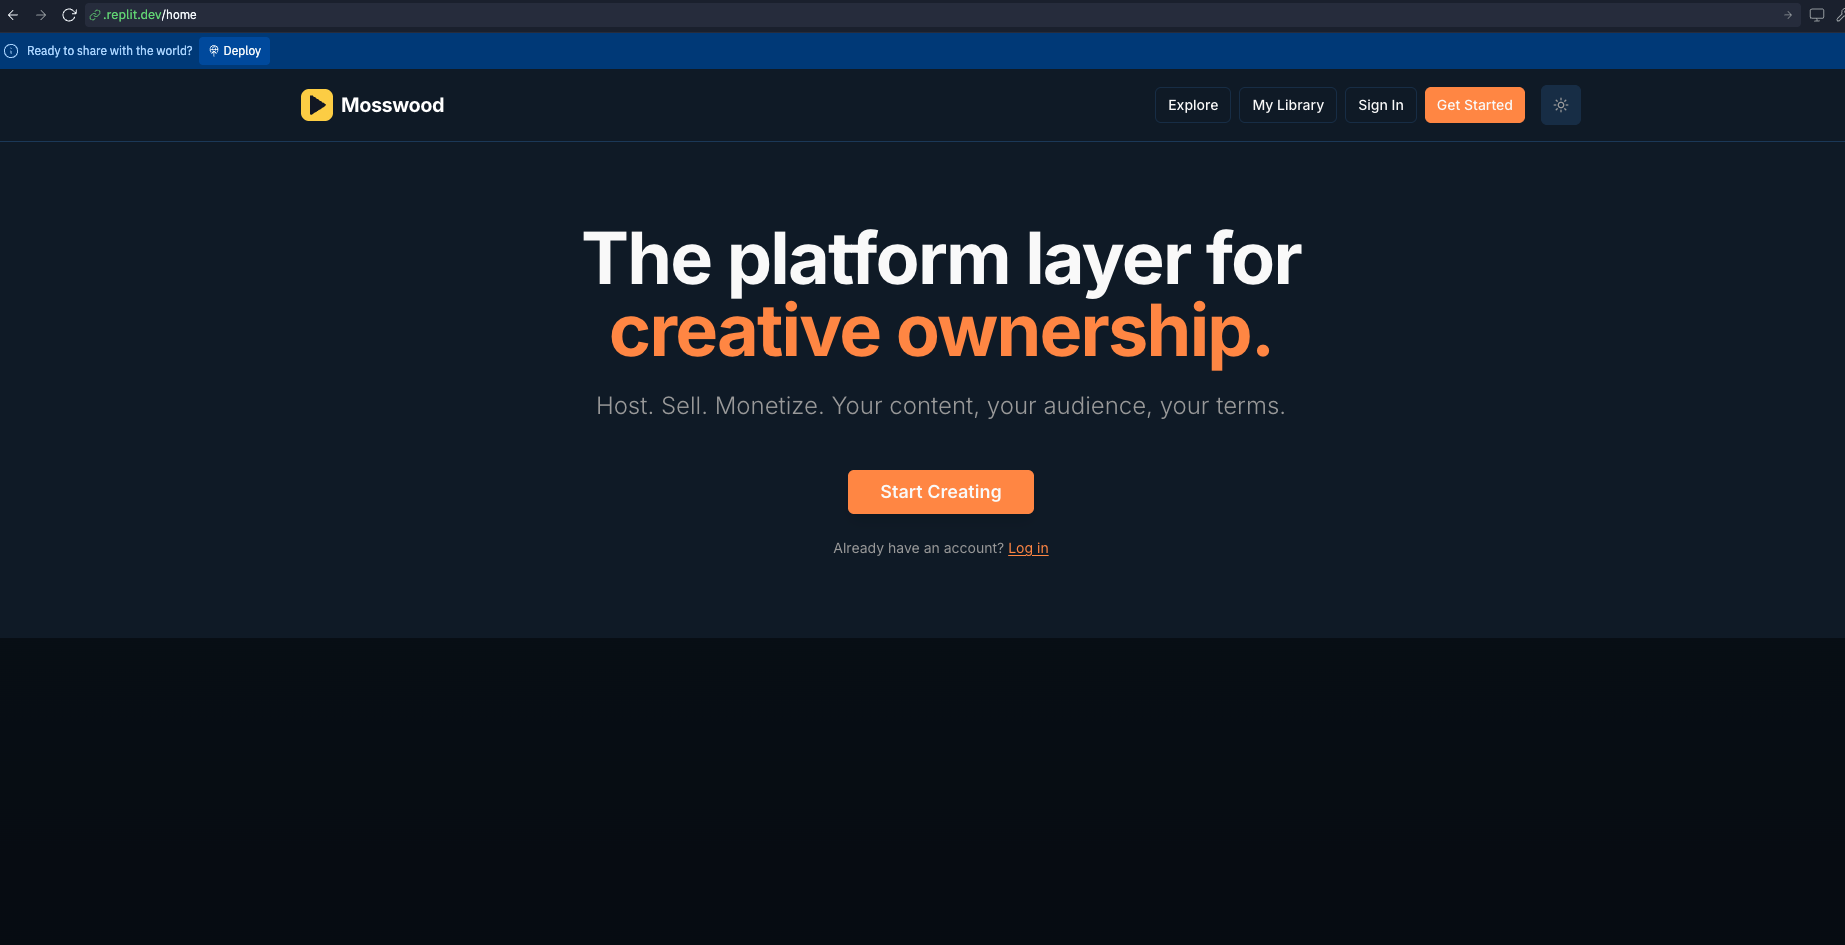 .replit.dev/home
Ready to share with the world? Deploy
Mosswood
Explore My Library Sign In Get Started
The platform layer for
creative ownership.
Host. Sell. Monetize. Your content, your audience, your terms.
Start Creating
Already have an account? Log in